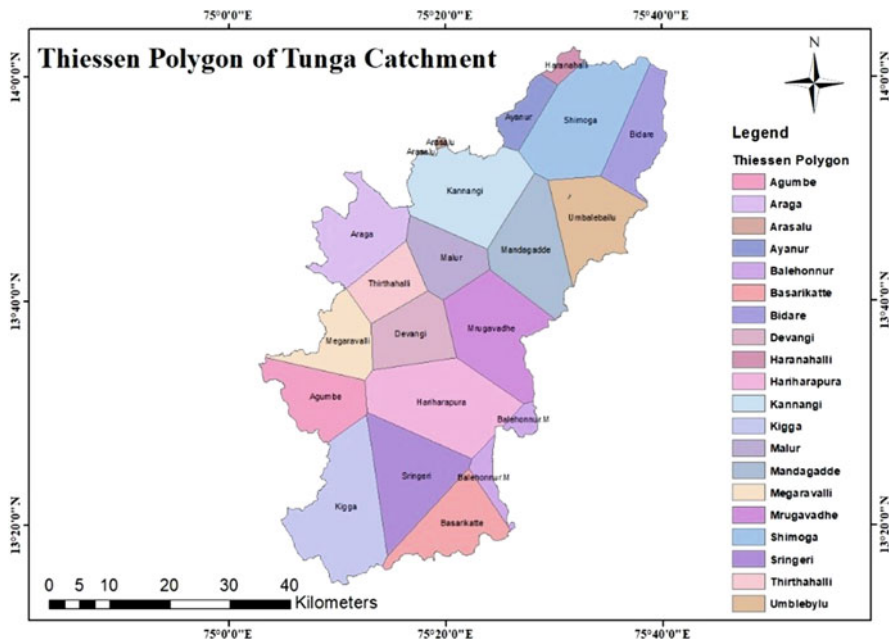 75°0'0"E 75°20'0"E 75°40'0"E
Thiessen Polygon of Tunga Catchment
N
14°0'0"N 14°0'0"N
Haranahalli
Ayanur
Shimoga
Bidare
Arasalu
Arasalu
Kannangi
Umbalebailu
Araga
Malur
Mandagadde
Thirthahalli
13°40'0"N 13°40'0"N
Megaravalli
Devangi
Mrugavadhe
Agumbe
Hariharapura
Balehonnur M
Sringeri
Balehonnur M
Kigga
Basarikatte
13°20'0"N 13°20'0"N
Legend
Thiessen Polygon
Agumbe
Araga
Arasalu
Ayanur
Balehonnur
Basarikatte
Bidare
Devangi
Haranahalli
Hariharapura
Kannangi
Kigga
Malur
Mandagadde
Megaravalli
Mrugavadhe
Shimoga
Sringeri
Thirthahalli
Umblebylu
0 5 10 20 30 40
Kilometers
75°0'0"E 75°20'0"E 75°40'0"E